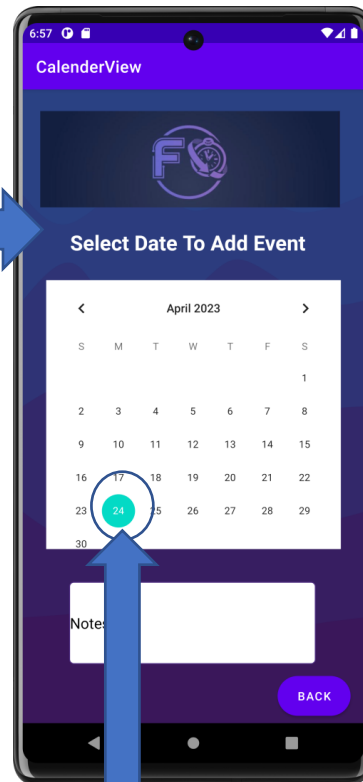 6:57
CalenderView
F
Select Date To Add Event
April 2023
S M T W T F S
1
2 3 4 5 6 7 8
9 10 11 12 13 14 15
16 17 18 19 20 21 22
23 24 25 26 27 28 29
30
Notes
BACK